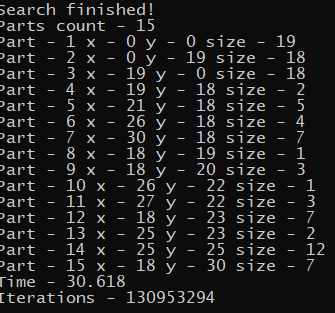 Search finished!
Parts count - 15
Part - 1 x - 0 y - 0 size - 19
Part - 2 x - 0 y - 19 size - 18
Part - 3 x - 19 y - 0 size - 18
Part - 4 x - 19 y - 18 size - 2
Part - 5 x - 21 y - 18 size - 5
Part - 6 x - 26 y - 18 size - 4
Part - 7 x - 30 y - 18 size - 7
Part - 8 x - 18 y - 19 size - 1
Part - 9 x - 18 y - 20 size - 3
Part - 10 x - 26 y - 22 size - 1
Part - 11 x - 27 y - 22 size - 3
Part - 12 x - 18 y - 23 size - 7
Part - 13 x - 25 y - 23 size - 2
Part - 14 x - 25 y - 25 size - 12
Part - 15 x - 18 y - 30 size - 7
Time - 30.618
Iterations - 130953294